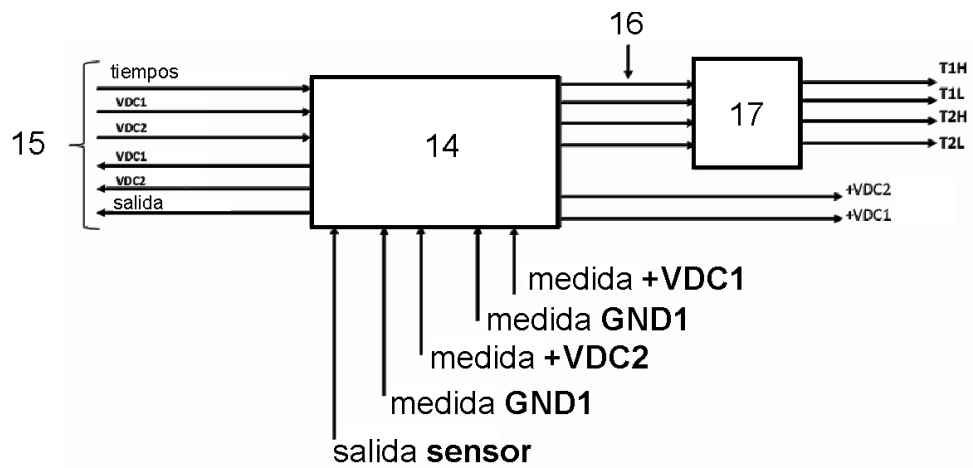 16
tiempos
VDC1
VDC2
VDC1
VDC2
salida
15
14
17
T1H
T1L
T2H
T2L
+VDC2
+VDC1
medida +VDC1
medida GND1
medida +VDC2
medida GND1
salida sensor